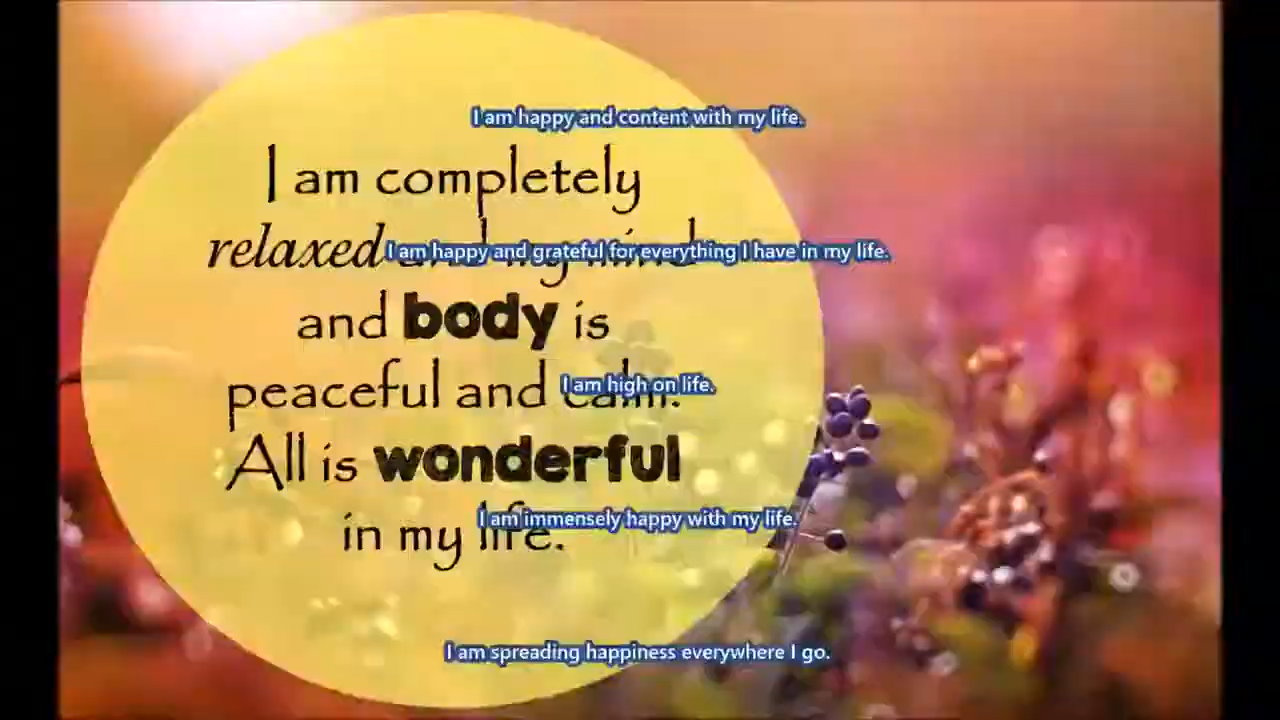 I am happy and content with my life.
I am completely
relaxed and my mind
I am happy and grateful for everything I have in my life.
and body is
peaceful and calm.
I am high on life.
All is wonderful
I am immensely happy with my life.
in my life.
I am spreading happiness everywhere I go.